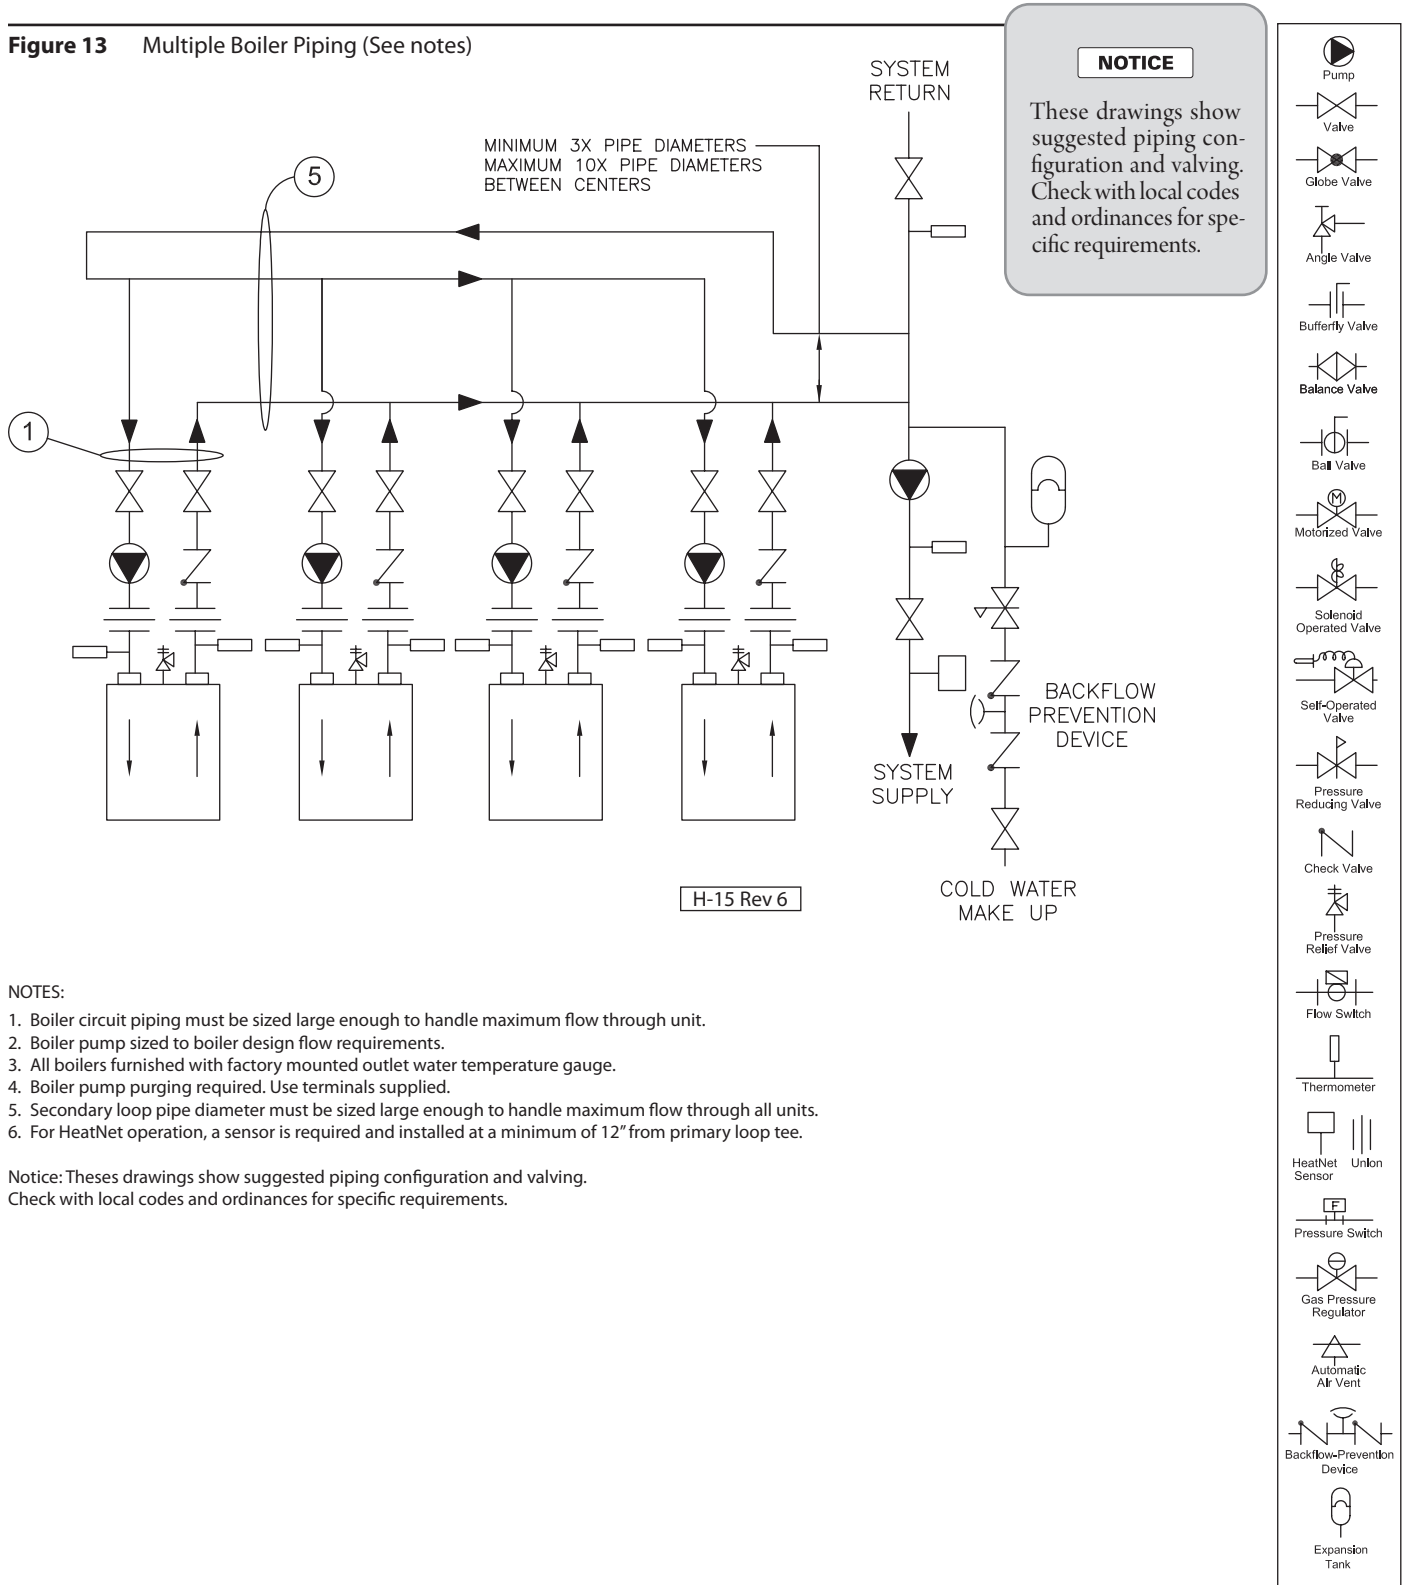 Figure 13 Multiple Boiler Piping (See notes)
NOTICE
These drawings show
suggested piping con-
figuration and valving.
Check with local codes
and ordinances for spe-
cific requirements.
SYSTEM
RETURN
MINIMUM 3X PIPE DIAMETERS
MAXIMUM 10X PIPE DIAMETERS
BETWEEN CENTERS
5
1
BACKFLOW
PREVENTION
DEVICE
SYSTEM
SUPPLY
COLD WATER
MAKE UP
H-15 Rev 6
NOTES:
1. Boiler circuit piping must be sized large enough to handle maximum flow through unit.
2. Boiler pump sized to boiler design flow requirements.
3. All boilers furnished with factory mounted outlet water temperature gauge.
4. Boiler pump purging required. Use terminals supplied.
5. Secondary loop pipe diameter must be sized large enough to handle maximum flow through all units.
6. For HeatNet operation, a sensor is required and installed at a minimum of 12" from primary loop tee.
Notice: Theses drawings show suggested piping configuration and valving.
Check with local codes and ordinances for specific requirements.
Pump
Valve
Globe Valve
Angle Valve
Bufferfly Valve
Balance Valve
Ball Valve
M
Motorized Valve
S
Solenoid
Operated Valve
Self-Operated
Valve
Pressure
Reducing Valve
Check Valve
Pressure
Relief Valve
Flow Switch
Thermometer
HeatNet Union
Sensor
F
Pressure Switch
Gas Pressure
Regulator
Automatic
Air Vent
Backflow-Prevention
Device
Expansion
Tank